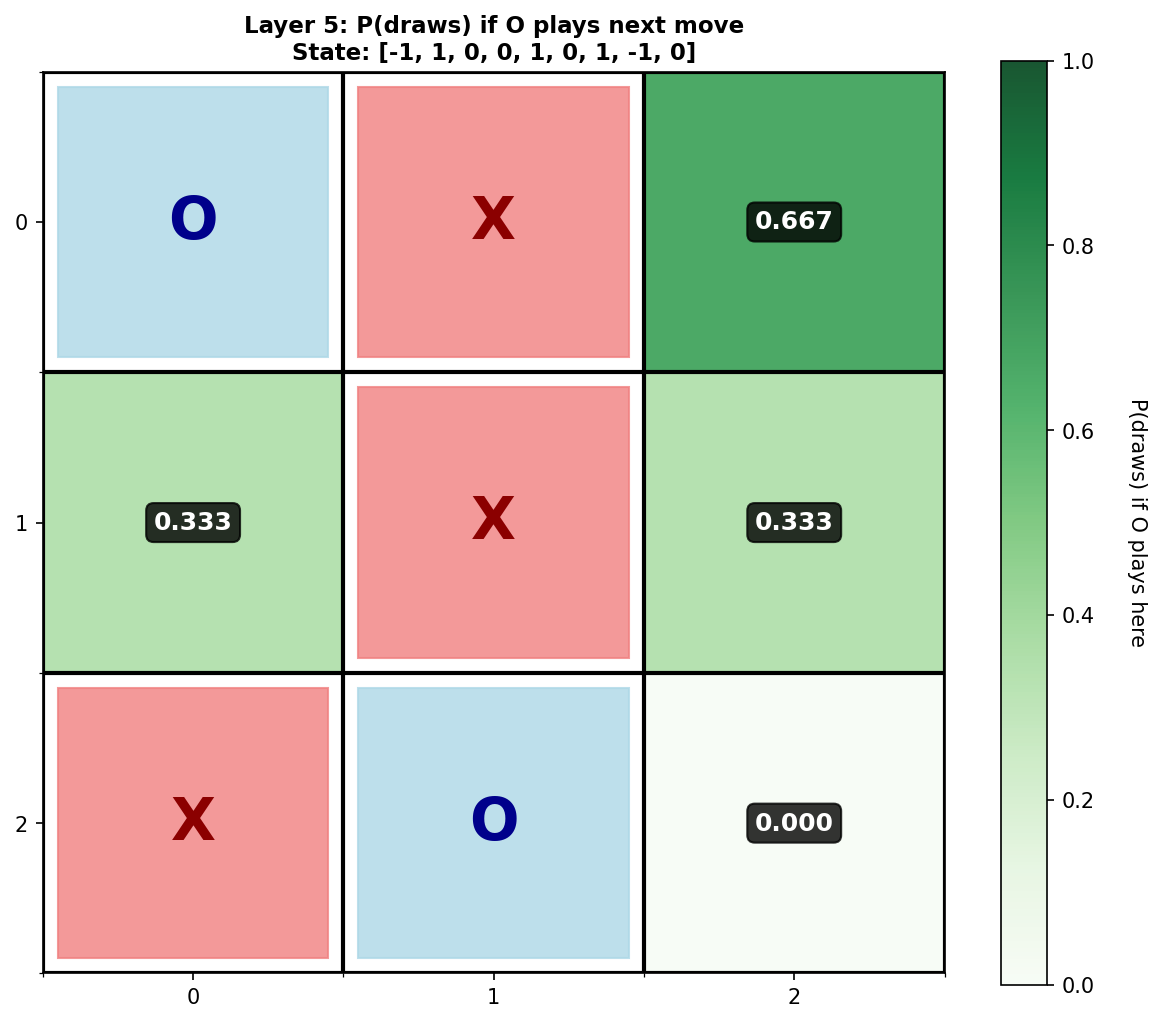 Layer 5: P(draws) if O plays next move
State: [-1, 1, 0, 0, 1, 0, 1, -1, 0]
0
O
X
0.667
1
0.333
X
0.333
2
X
O
0.000
0
1
2
1.0
0.8
0.6
0.4
0.2
0.0
P(draws) if O plays here